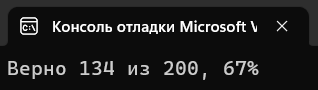 Консоль отладки Microsoft V
Верно 134 из 200, 67%